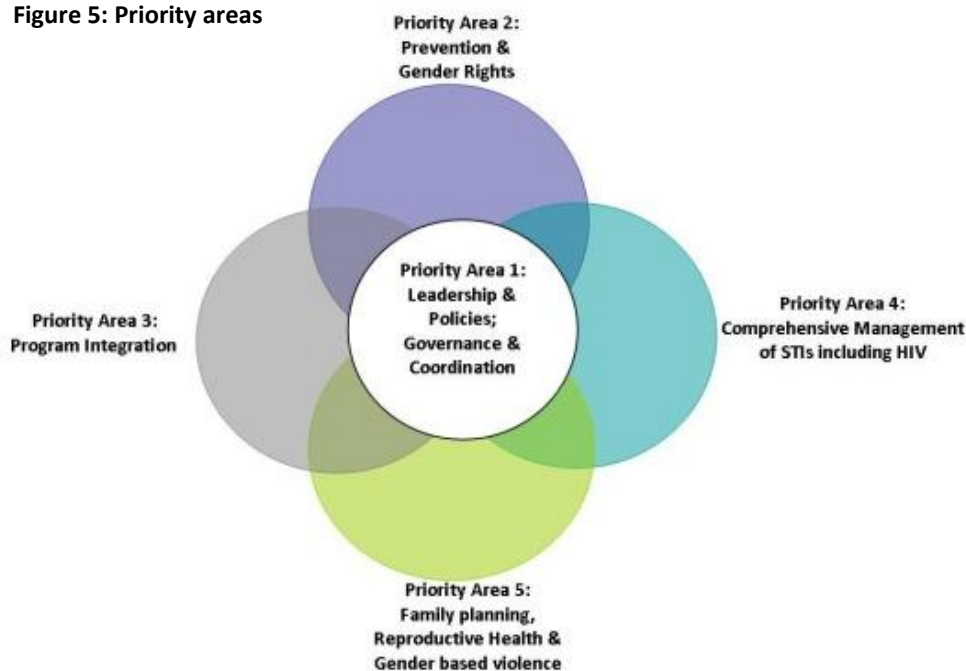 Figure 5: Priority areas
Priority Area 2:
Prevention &
Gender Rights
Priority Area 1:
Leadership &
Policies;
Governance &
Coordination
Priority Area 3:
Program Integration
Priority Area 4:
Comprehensive Management
of STIs including HIV
Priority Area 5:
Family planning,
Reproductive Health &
Gender based violence